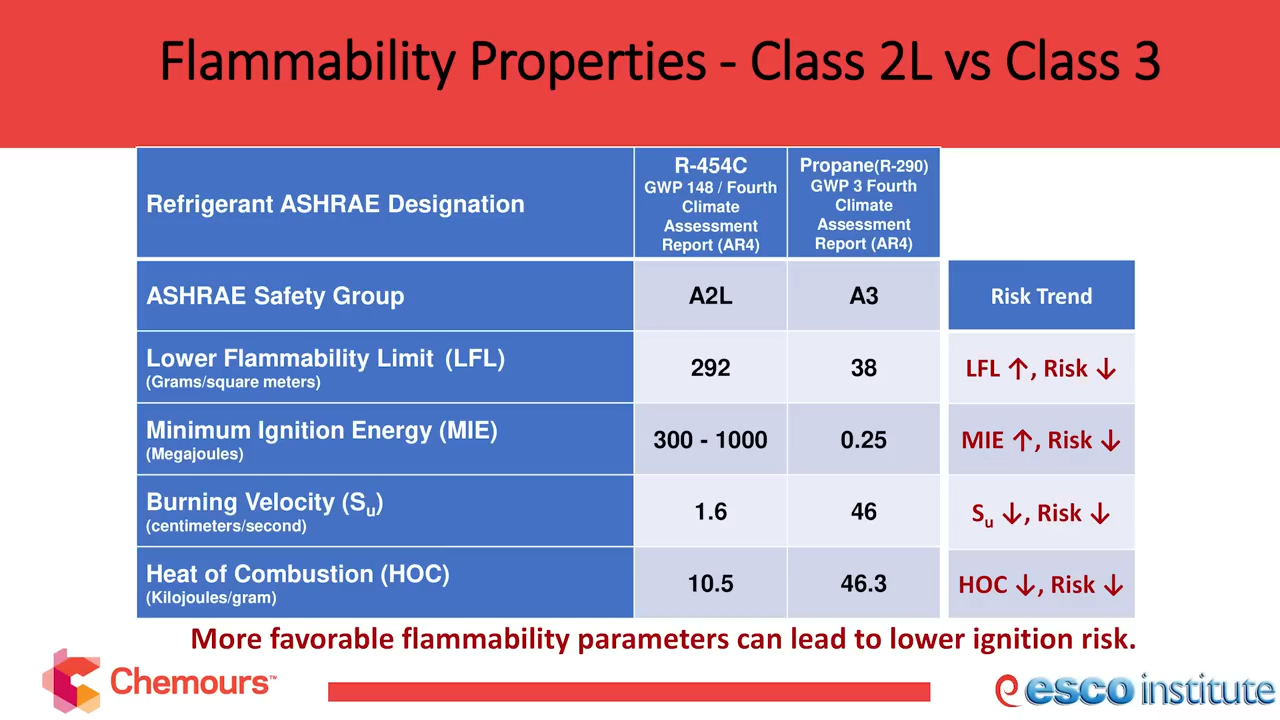 Flammability Properties - Class 2L vs Class 3
Refrigerant ASHRAE Designation
R-454C
GWP 148 / Fourth
Climate
Assessment
Report (AR4)
Propane(R-290)
GWP 3 Fourth
Climate
Assessment
Report (AR4)
ASHRAE Safety Group
A2L
A3
Risk Trend
Lower Flammability Limit (LFL)
(Grams/square meters)
292
38
LFL ↑, Risk ↓
Minimum Ignition Energy (MIE)
(Megajoules)
300 - 1000
0.25
MIE ↑, Risk ↓
Burning Velocity (Su)
(centimeters/second)
1.6
46
Su ↓, Risk ↓
Heat of Combustion (HOC)
(Kilojoules/gram)
10.5
46.3
HOC ↓, Risk ↓
More favorable flammability parameters can lead to lower ignition risk.
Chemours™
esco institute